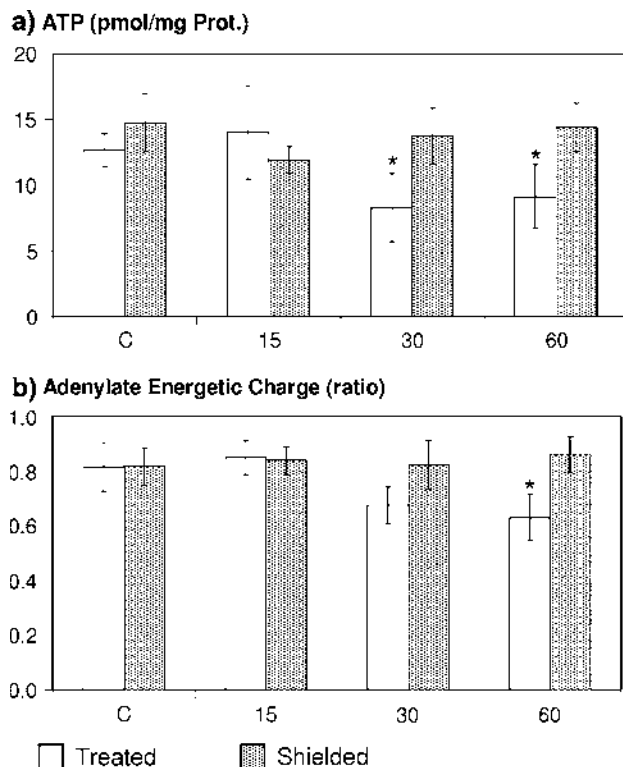 a) ATP (pmol/mg Prot.)
20
15
10
5
0
* *
C 15 30 60
b) Adenylate Energetic Charge (ratio)
1.0
0.8
0.6
0.4
0.2
0.0
*
C 15 30 60
Treated Shielded